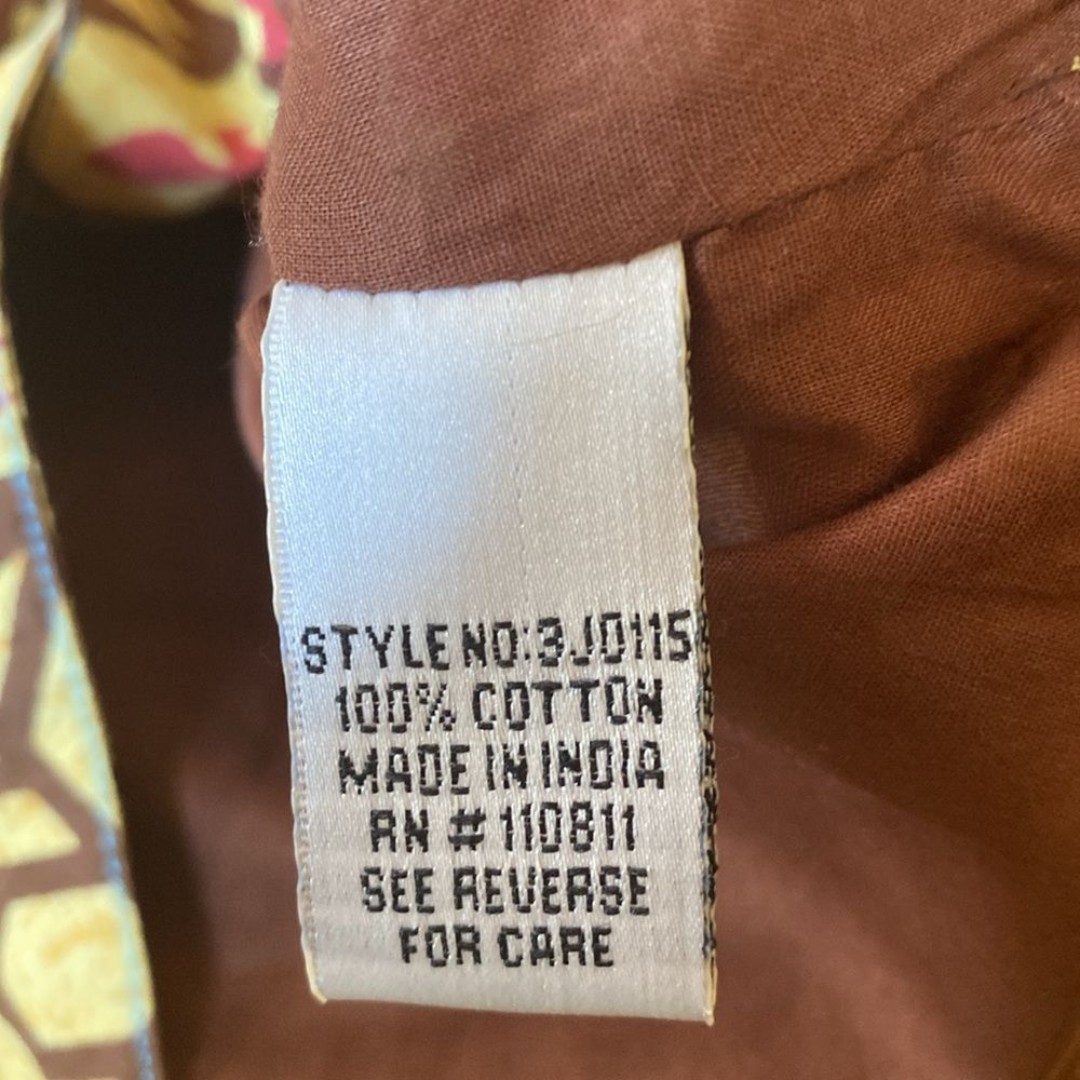 STYLE NO:3J0115
100% COTTON
MADE IN INDIA
RN # 110811
SEE REVERSE
FOR CARE